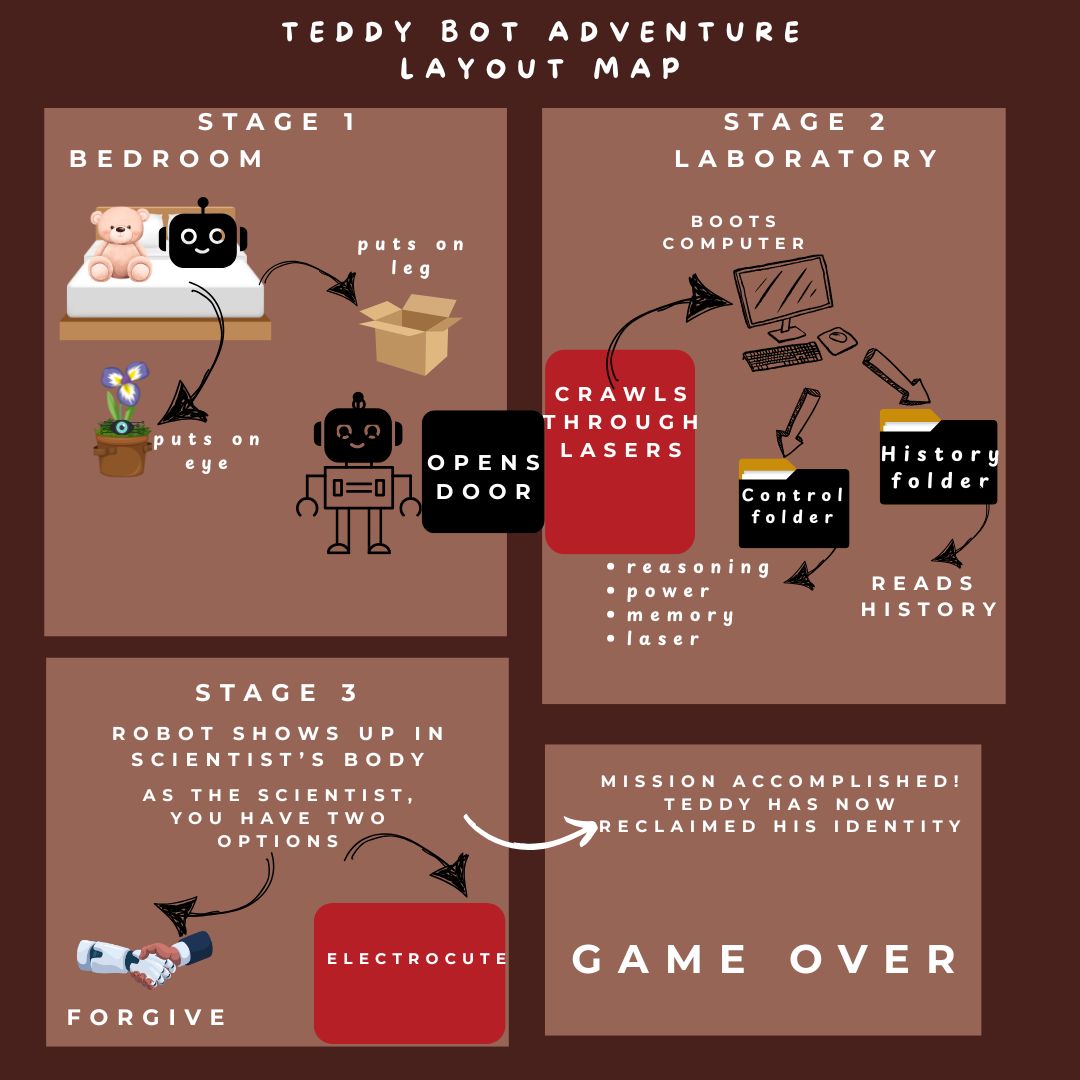 TEDDY BOT ADVENTURE
LAYOUT MAP
STAGE 1
BEDROOM
puts on
leg
puts on
eye
OPENS
DOOR
STAGE 2
LABORATORY
BOOTS
COMPUTER
CRAWLS
THROUGH
LASERS
Control
folder
History
folder
• reasoning
• power
• memory
• laser
READS
HISTORY
STAGE 3
ROBOT SHOWS UP IN
SCIENTIST'S BODY
AS THE SCIENTIST,
YOU HAVE TWO
OPTIONS
FORGIVE
ELECTROCUTE
MISSION ACCOMPLISHED!
TEDDY HAS NOW
RECLAIMED HIS IDENTITY
GAME OVER